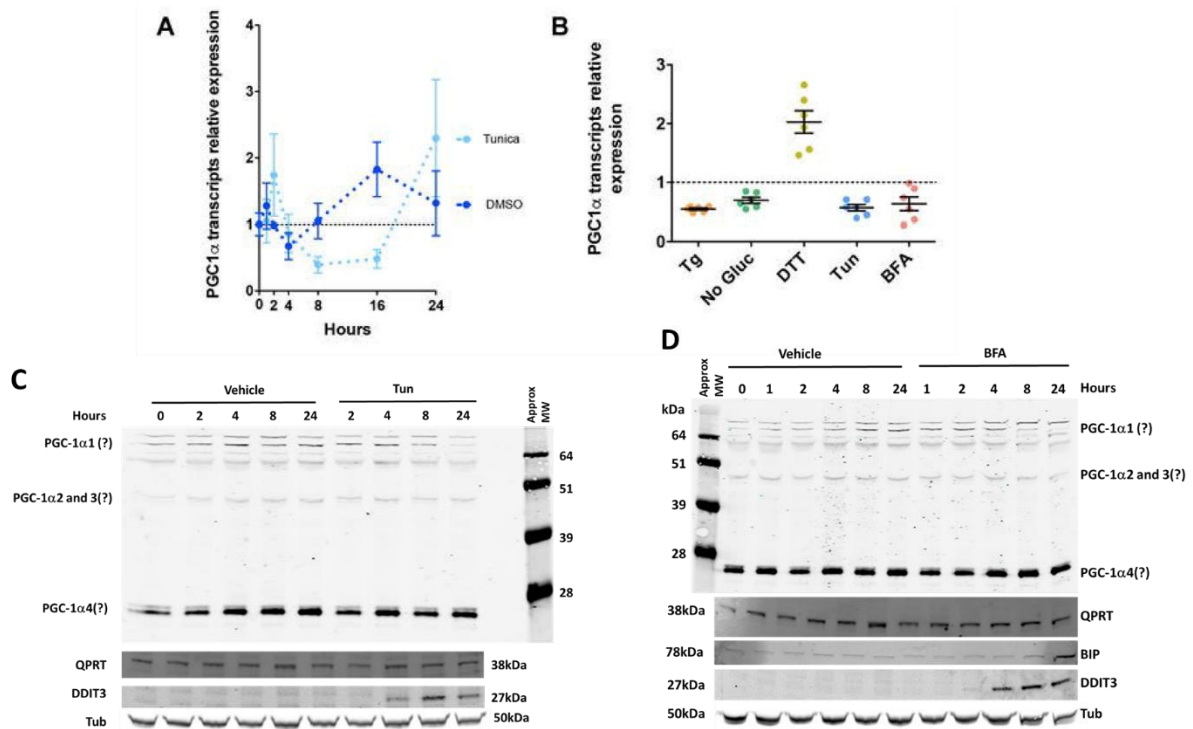 A
PGC1α transcripts relative expression
4
3
2
1
0
0 2 4 8 16 24
Hours
Tunica
DMSO
B
PGC1α transcripts relative
expression
3
2
1
0
Tg
No Gluc
DTT
Tun
BFA
C
Vehicle Tun
Approx
MW
Hours 0 2 4 8 24 2 4 8 24
PGC-1α1 (?)
64
51
PGC-1α2 and 3(?)
39
28
PGC-1α4(?)
QPRT 38kDa
DDIT3 27kDa
Tub 50kDa
D
Vehicle BFA
Approx
MW
0 1 2 4 8 24 1 2 4 8 24 Hours
kDa
64 PGC-1α1 (?)
51
PGC-1α2 and 3(?)
39
28
PGC-1α4(?)
38kDa QPRT
78kDa BIP
27kDa DDIT3
50kDa Tub